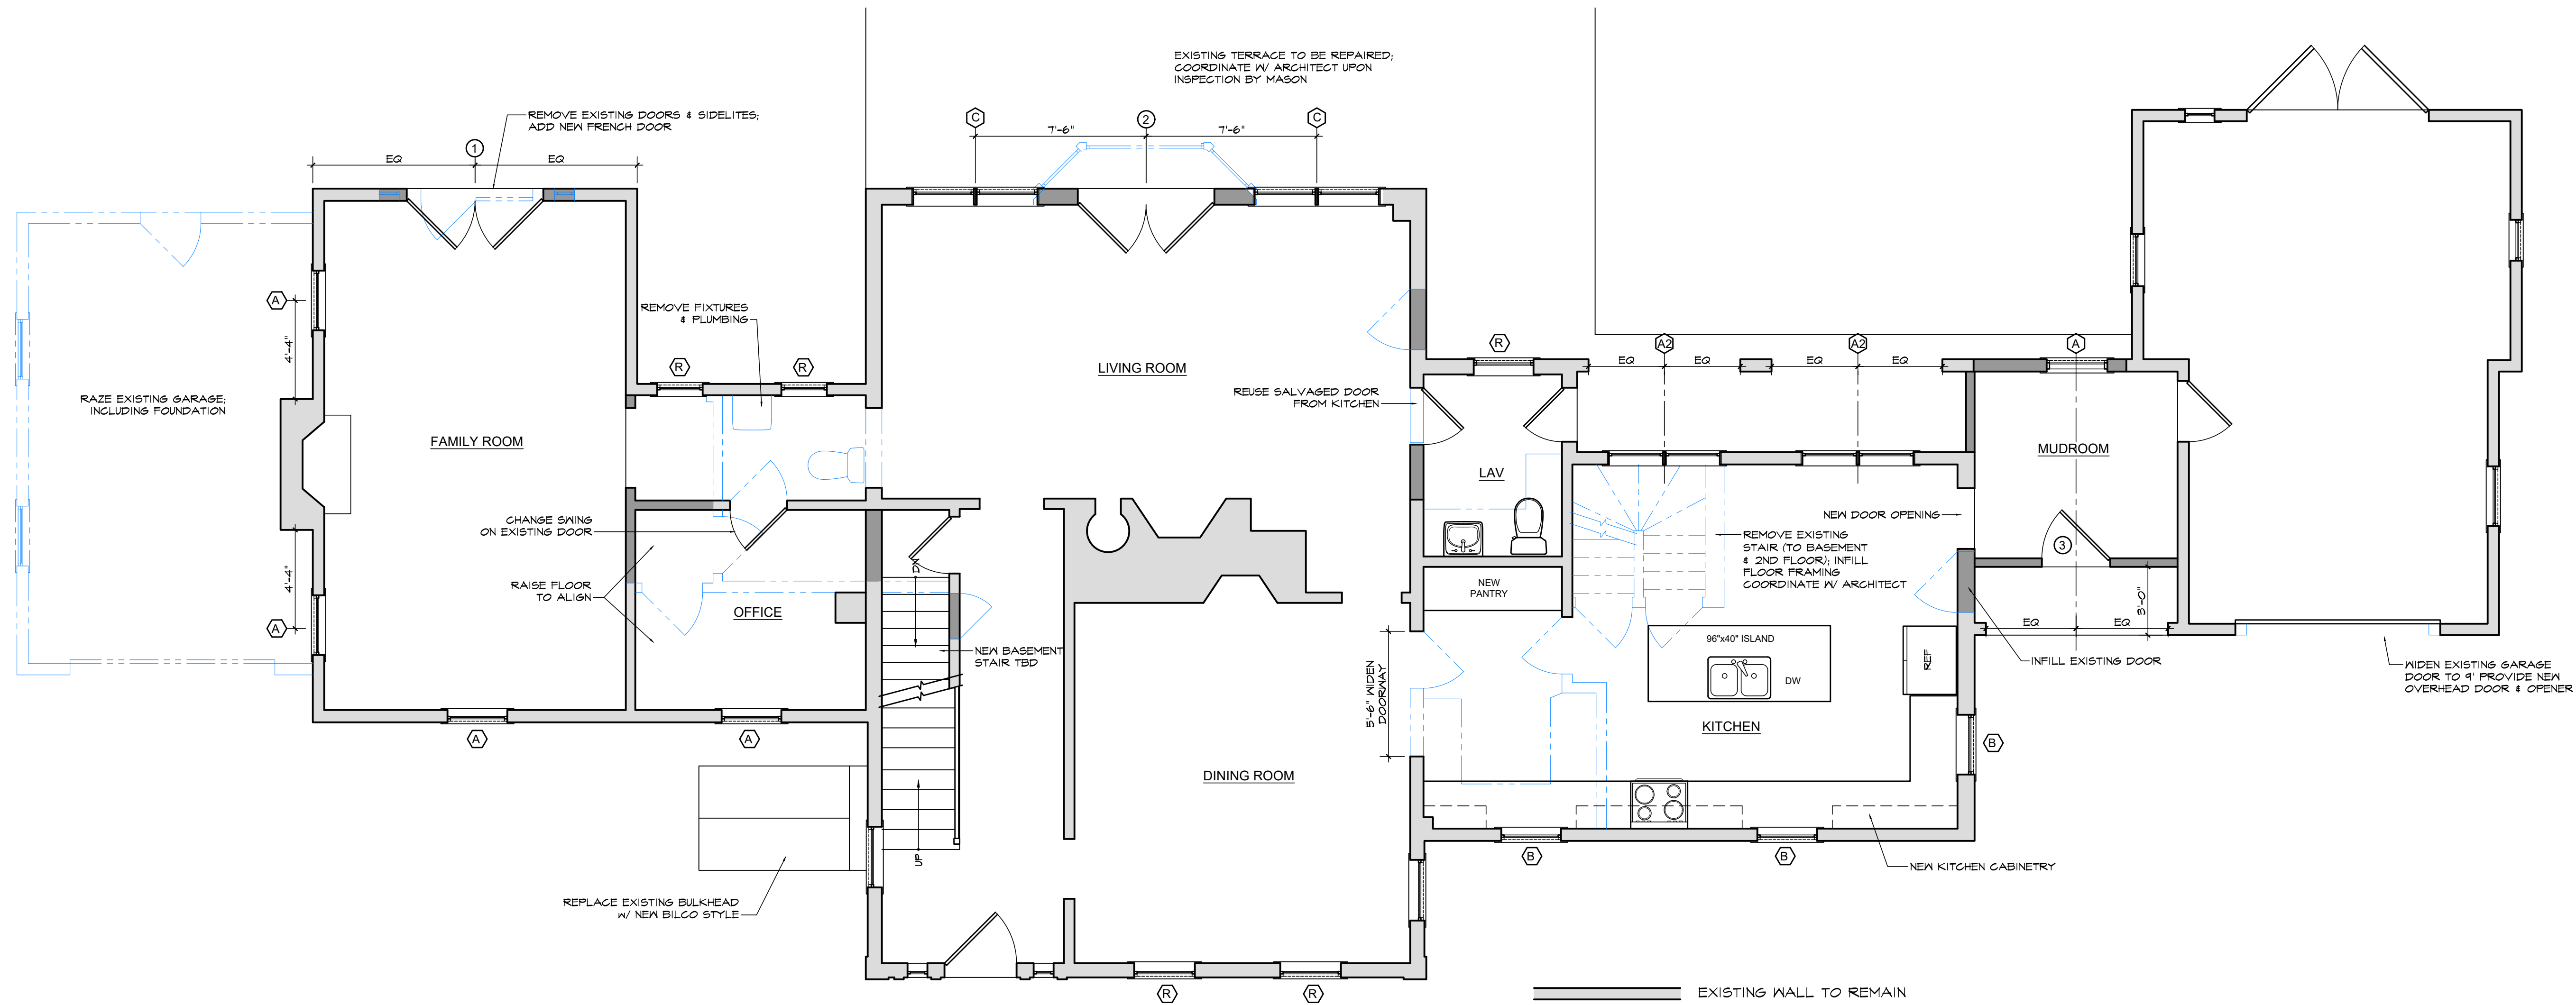 EXISTING TERRACE TO BE REPAIRED;
COORDINATE W/ ARCHITECT UPON
INSPECTION BY MASON
REMOVE EXISTING DOORS & SIDELITES;
ADD NEW FRENCH DOOR
C
7'-6"
2
7'-6"
C
1
EQ
EQ
A
4'-4"
REMOVE FIXTURES
& PLUMBING
R
R
LIVING ROOM
R
A2
A2
A
EQ
EQ
EQ
EQ
RAZE EXISTING GARAGE;
INCLUDING FOUNDATION
REUSE SALVAGED DOOR
FROM KITCHEN
FAMILY ROOM
MUDROOM
LAV
CHANGE SWING
ON EXISTING DOOR
NEW DOOR OPENING
REMOVE EXISTING
STAIR (TO BASEMENT
& 2ND FLOOR); INFILL
FLOOR FRAMING
COORDINATE W/ ARCHITECT
3
DN
RAISE FLOOR
TO ALIGN
4'-4"
A
OFFICE
NEW
PANTRY
3'-0"
EQ
EQ
96"x40" ISLAND
DW
REF
NEW BASEMENT
STAIR TBD
INFILL EXISTING DOOR
WIDEN EXISTING GARAGE
DOOR TO 9' PROVIDE NEW
OVERHEAD DOOR & OPENER
5'-6" WIDEN
DOORWAY
KITCHEN
A
A
B
DINING ROOM
UP
B
B
NEW KITCHEN CABINETRY
REPLACE EXISTING BULKHEAD
W/ NEW BILCO STYLE
R
R
EXISTING WALL TO REMAIN